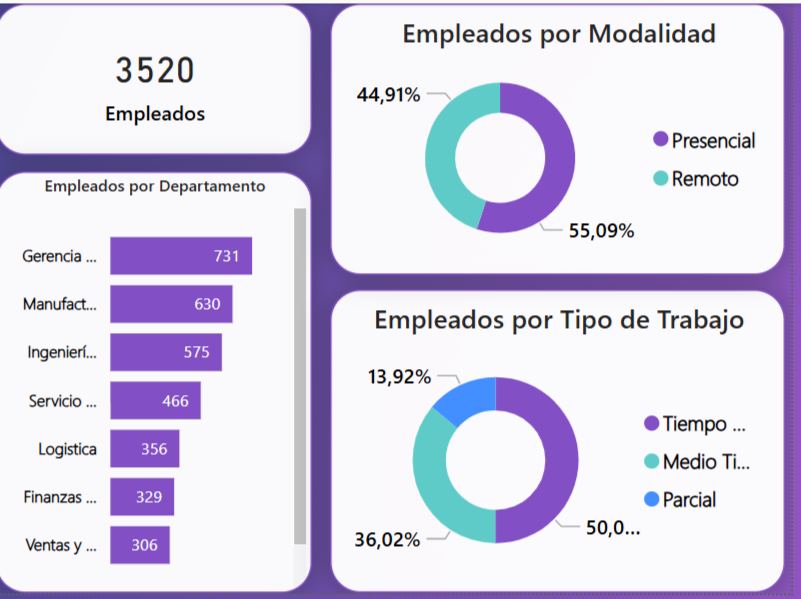 3520
Empleados
Empleados por Departamento
Gerencia ... 731
Manufact... 630
Ingenierí... 575
Servicio ... 466
Logistica 356
Finanzas ... 329
Ventas y ... 306
Empleados por Modalidad
44,91%
55,09%
Presencial
Remoto
Empleados por Tipo de Trabajo
13,92%
36,02%
50,0...
Tiempo ...
Medio Ti...
Parcial